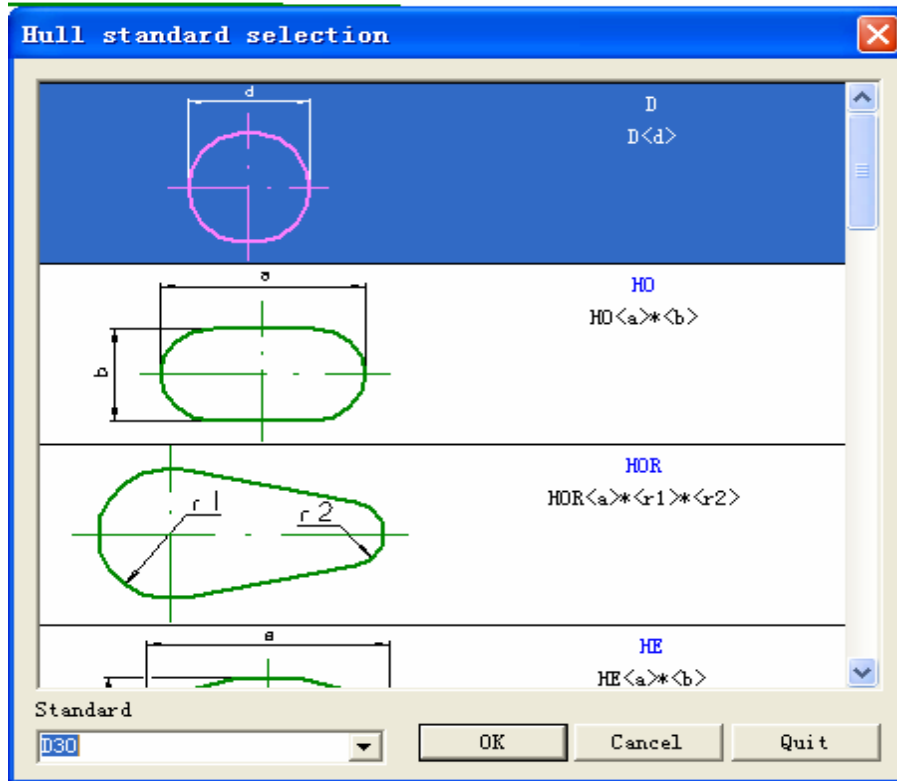 Hull standard selection
d
D
D<d>
a
b
HO
HO<a>*<b>
r1
r2
HOR
HOR<a>*<r1>*<r2>
a
HE
HE<a>*<b>
Standard
D30
OK
Cancel
Quit